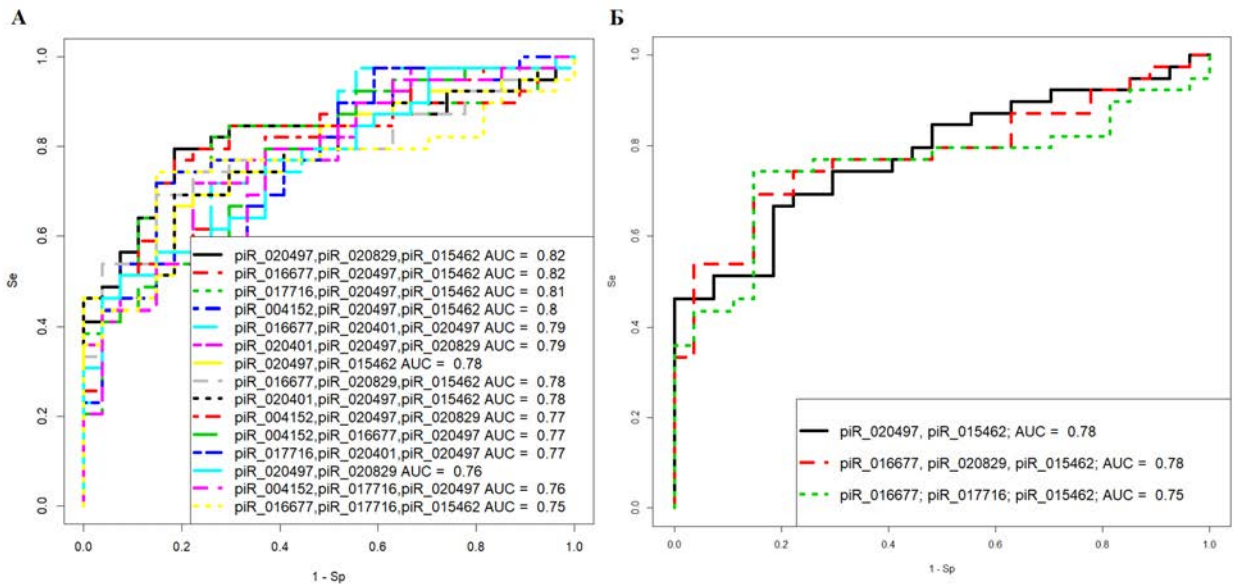 А
Se
1.0
0.8
0.6
0.4
0.2
0.0
piR_020497,piR_020829,piR_015462 AUC = 0.82
piR_016677,piR_020497,piR_015462 AUC = 0.82
piR_017716,piR_020497,piR_015462 AUC = 0.81
piR_004152,piR_020497,piR_015462 AUC = 0.8
piR_016677,piR_020401,piR_020497 AUC = 0.79
piR_020401,piR_020497,piR_020829 AUC = 0.79
piR_020497,piR_015462 AUC = 0.78
piR_016677,piR_020829,piR_015462 AUC = 0.78
piR_020401,piR_020497,piR_015462 AUC = 0.78
piR_004152,piR_020497,piR_020829 AUC = 0.77
piR_004152,piR_016677,piR_020497 AUC = 0.77
piR_017716,piR_020401,piR_020497 AUC = 0.77
piR_020497,piR_020829 AUC = 0.76
piR_004152,piR_017716,piR_020497 AUC = 0.76
piR_016677,piR_017716,piR_015462 AUC = 0.75
0.0 0.2 0.4 0.6 0.8 1.0
1 - Sp
Б
Se
1.0
0.8
0.6
0.4
0.2
0.0
piR_020497, piR_015462; AUC = 0.78
piR_016677, piR_020829, piR_015462; AUC = 0.78
piR_016677; piR_017716; piR_015462; AUC = 0.75
0.0 0.2 0.4 0.6 0.8 1.0
1 - Sp